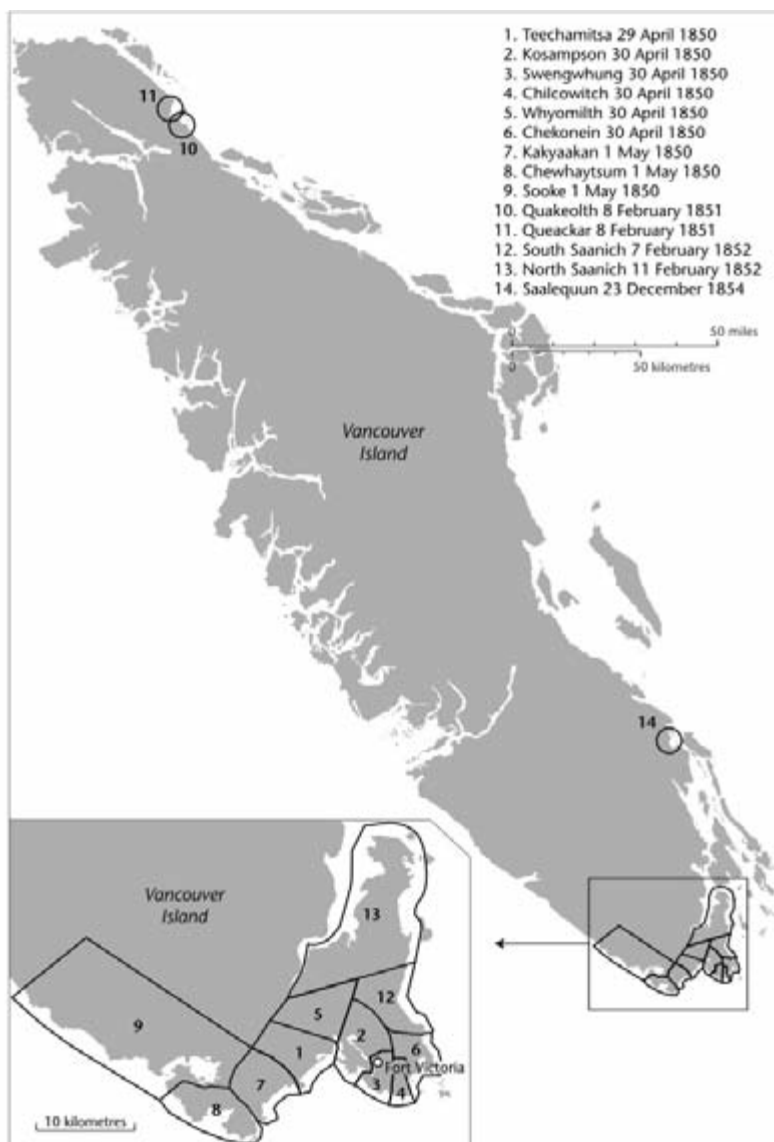 1. Teechamitsa 29 April 1850
2. Kosampson 30 April 1850
3. Swengwhung 30 April 1850
4. Chilcowitch 30 April 1850
5. Whyomilth 30 April 1850
6. Chekonein 30 April 1850
7. Kakyaakan 1 May 1850
8. Chewhaytsum 1 May 1850
9. Sooke 1 May 1850
10. Quakeolth 8 February 1851
11. Queackar 8 February 1851
12. South Saanich 7 February 1852
13. North Saanich 11 February 1852
14. Saalequun 23 December 1854
11
10
0 50 miles
0 50 kilometres
Vancouver
Island
14
Vancouver
Island
13
12
5
9
2
1
6
Fort Victoria
7
3
4
8
10 kilometres